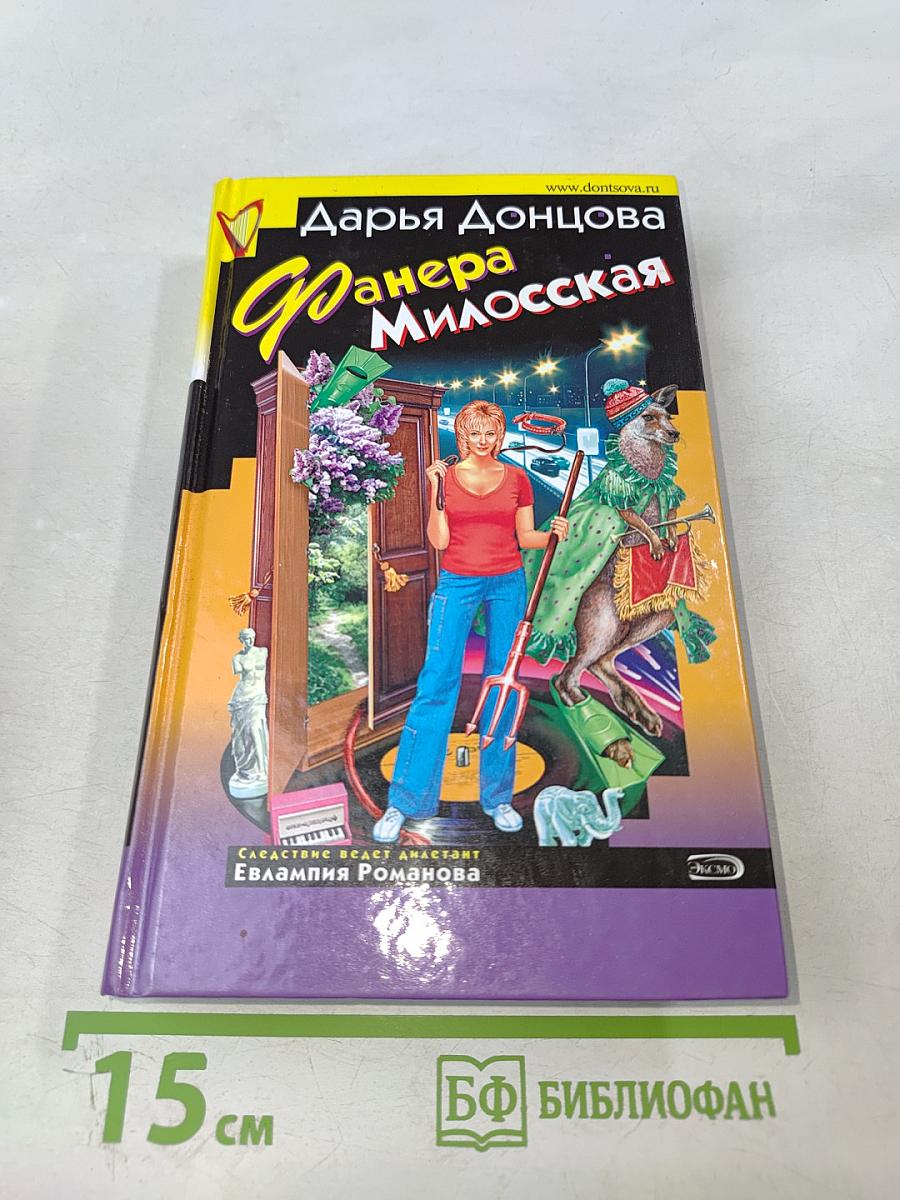 www.dontsova.ru
Дарья Донцова
Фанера
Милосская
Следствие ведет дилетант
Евлампия Романова
ЭКСМО
15 см
БФ БИБЛИОФАН